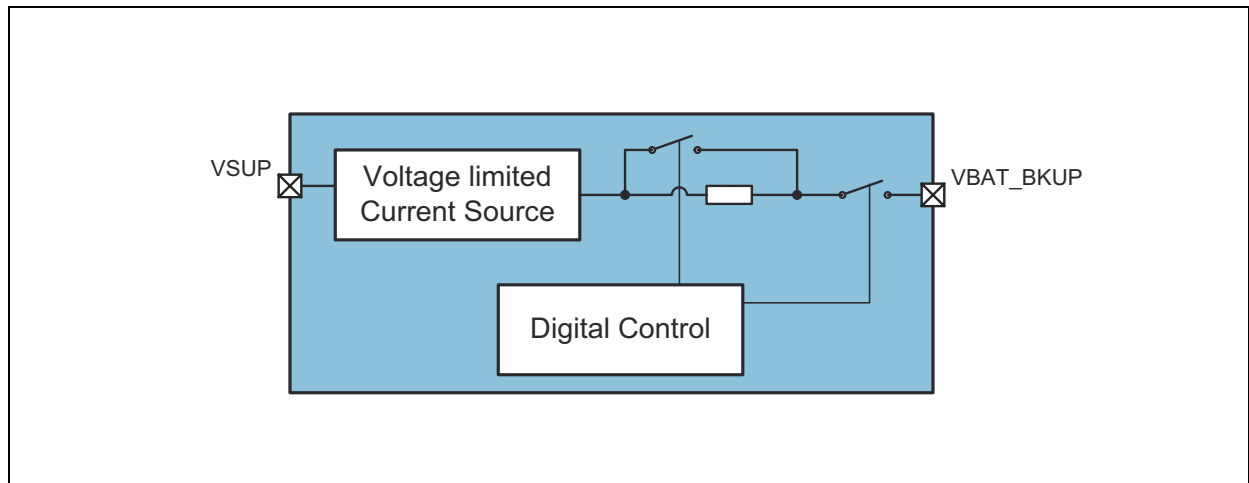 VSUP
Voltage limited
Current Source
VBAT_BKUP
Digital Control